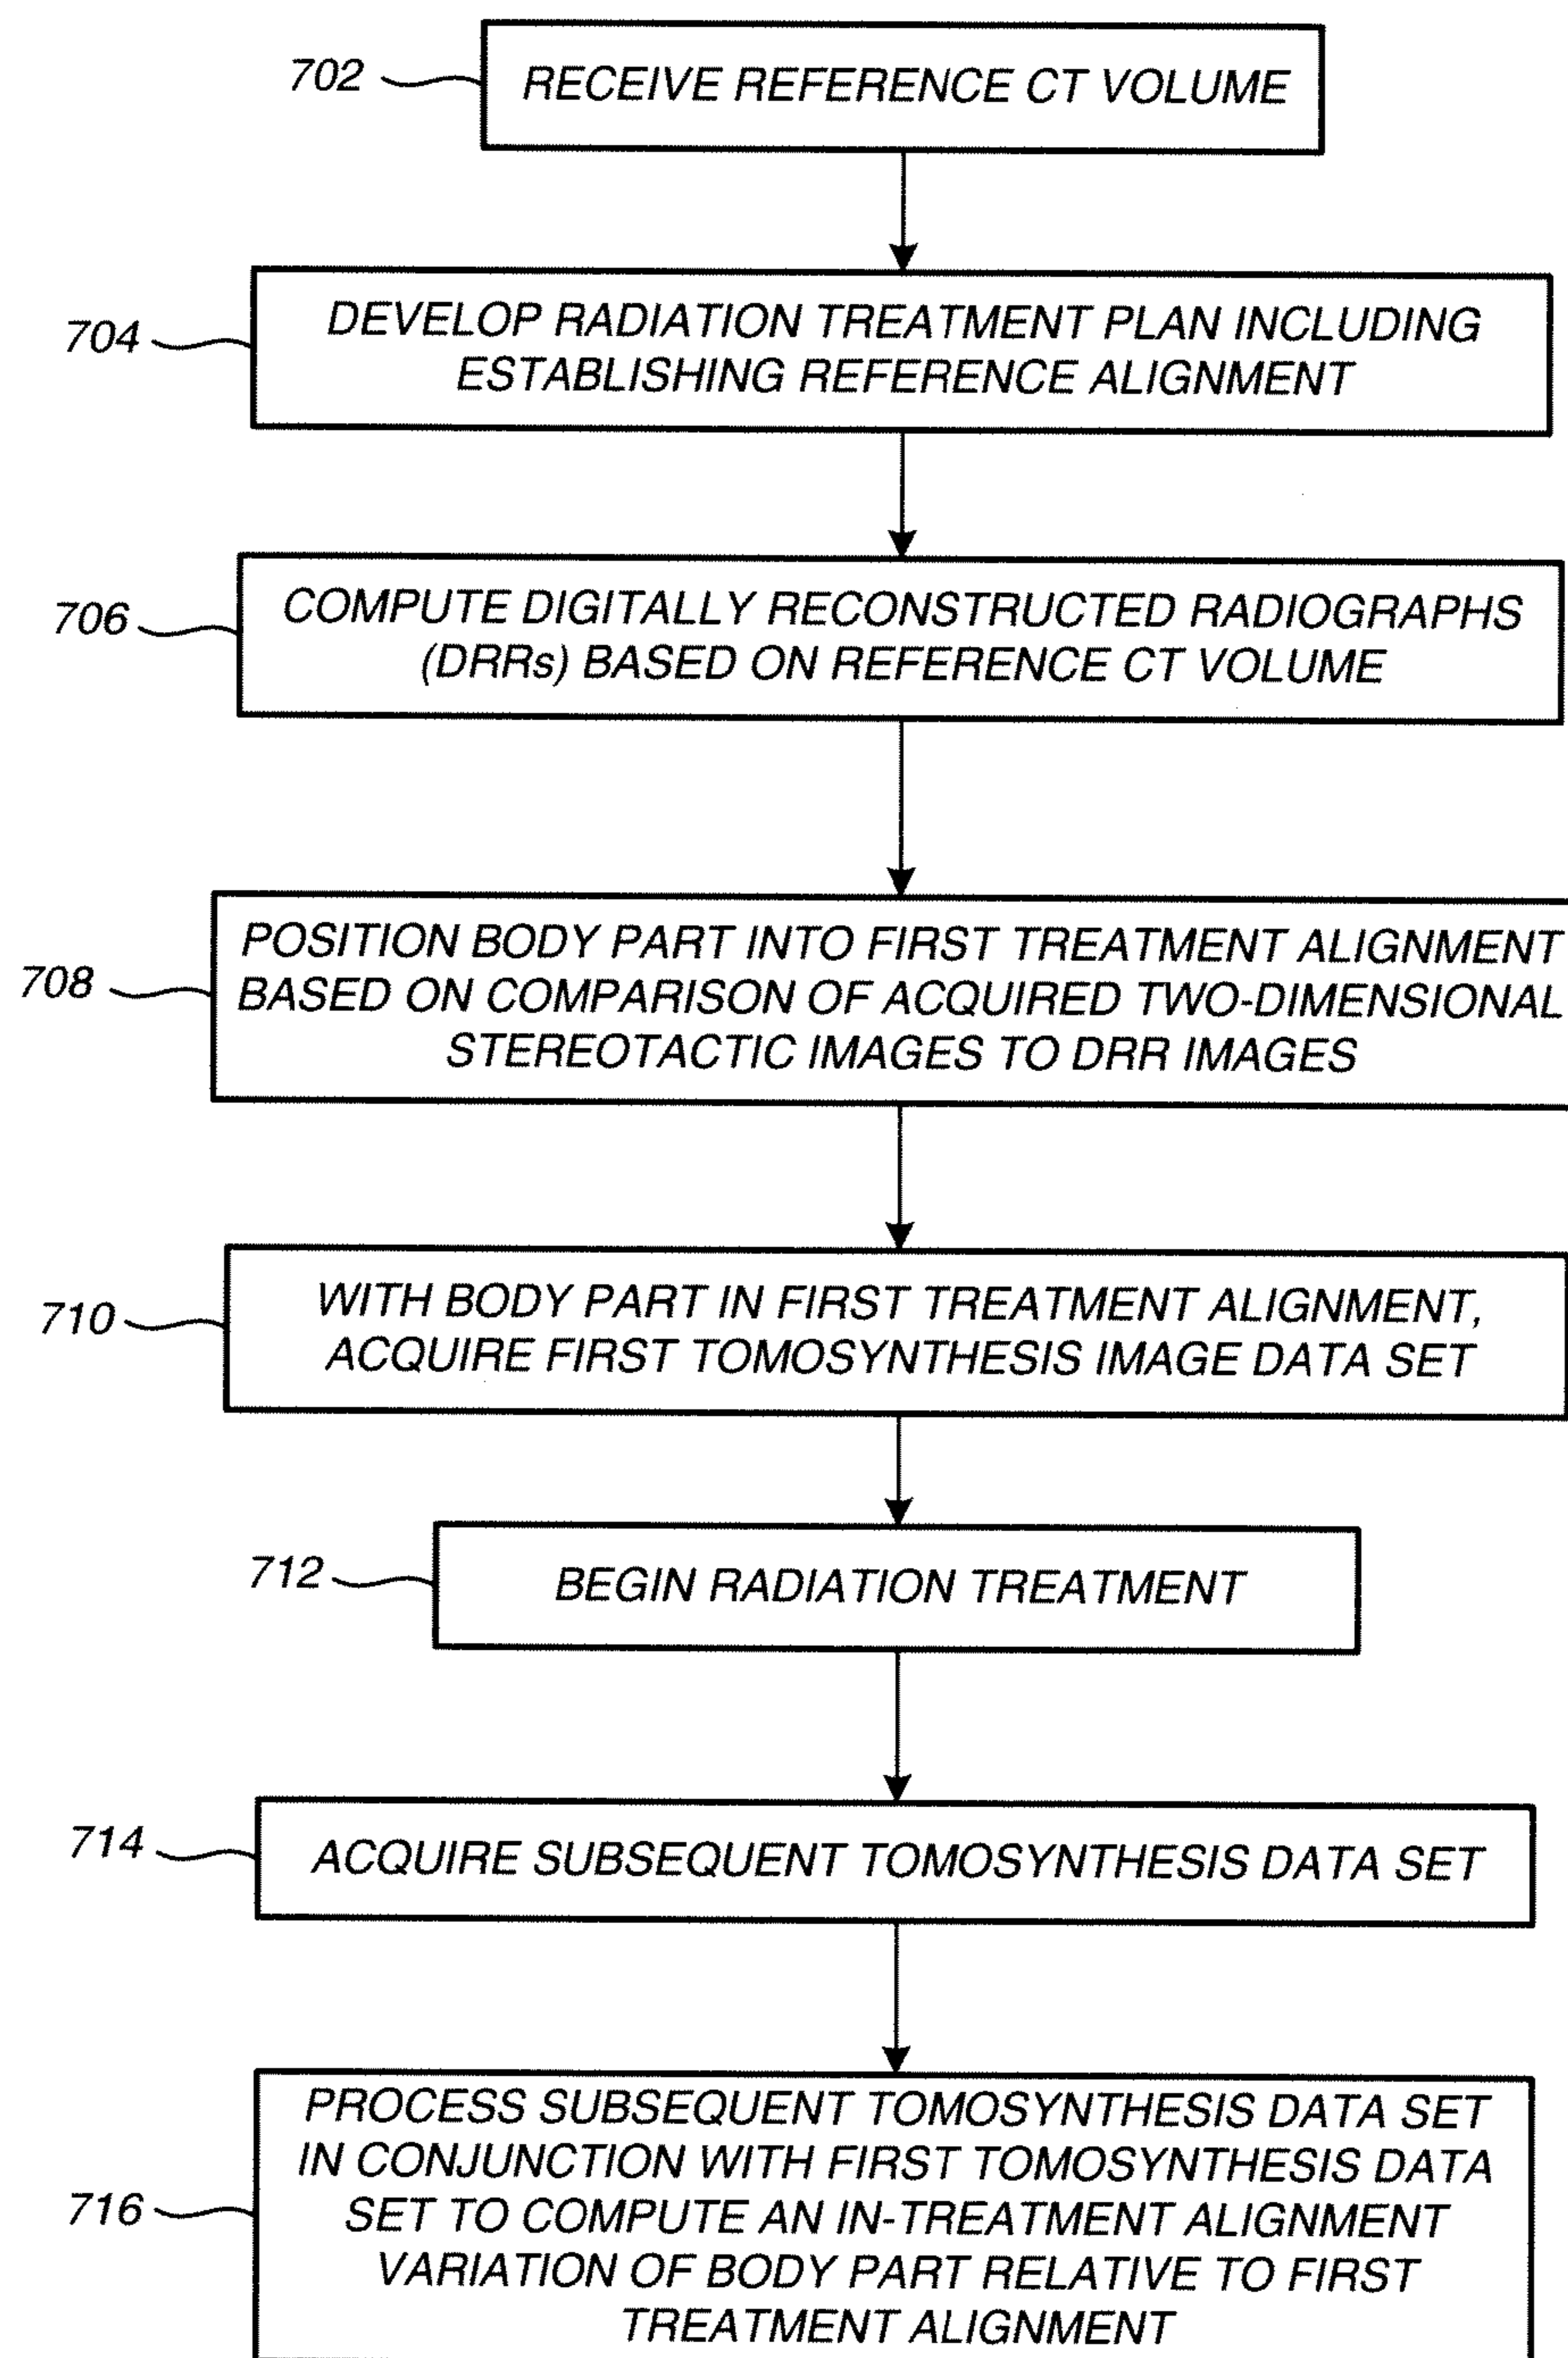 702
RECEIVE REFERENCE CT VOLUME
704
DEVELOP RADIATION TREATMENT PLAN INCLUDING
ESTABLISHING REFERENCE ALIGNMENT
706
COMPUTE DIGITALLY RECONSTRUCTED RADIOGRAPHS
(DRRs) BASED ON REFERENCE CT VOLUME
708
POSITION BODY PART INTO FIRST TREATMENT ALIGNMENT
BASED ON COMPARISON OF ACQUIRED TWO-DIMENSIONAL
STEREOTACTIC IMAGES TO DRR IMAGES
710
WITH BODY PART IN FIRST TREATMENT ALIGNMENT,
ACQUIRE FIRST TOMOSYNTHESIS IMAGE DATA SET
712
BEGIN RADIATION TREATMENT
714
ACQUIRE SUBSEQUENT TOMOSYNTHESIS DATA SET
716
PROCESS SUBSEQUENT TOMOSYNTHESIS DATA SET
IN CONJUNCTION WITH FIRST TOMOSYNTHESIS DATA
SET TO COMPUTE AN IN-TREATMENT ALIGNMENT
VARIATION OF BODY PART RELATIVE TO FIRST
TREATMENT ALIGNMENT